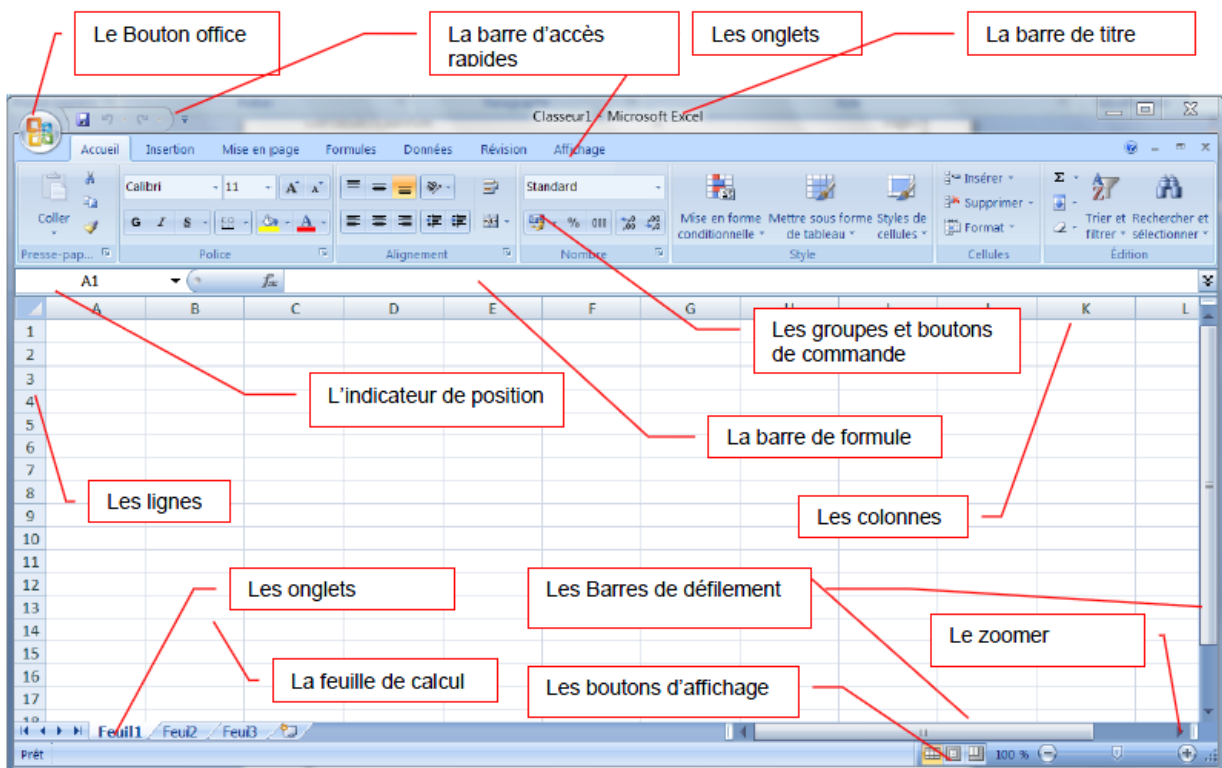 Le Bouton office
La barre d'accès
rapides
Les onglets
La barre de titre
Classeur1 - Microsoft Excel
Accueil Insertion Mise en page Formules Données Révision Affichage
Calibri 11 Standard
Coller
G I S
% 000
Mise en forme
conditionnelle
Mettre sous forme
de tableau
Styles de
cellules
Insérer
Supprimer
Format
Σ
Trier et
filtrer
Rechercher et
sélectionner
Presse-pap... Police Alignement Nombre Style Cellules Édition
A1 fx
A B C D E F G H I J K L
1
2
3
4
5
6
7
8
9
10
11
12
13
14
15
16
17
18
Les groupes et boutons
de commande
L'indicateur de position
La barre de formule
Les lignes
Les colonnes
Les onglets
Les Barres de défilement
Le zoomer
La feuille de calcul
Les boutons d'affichage
Feuil1 Feuil2 Feuil3
Prêt 100 %